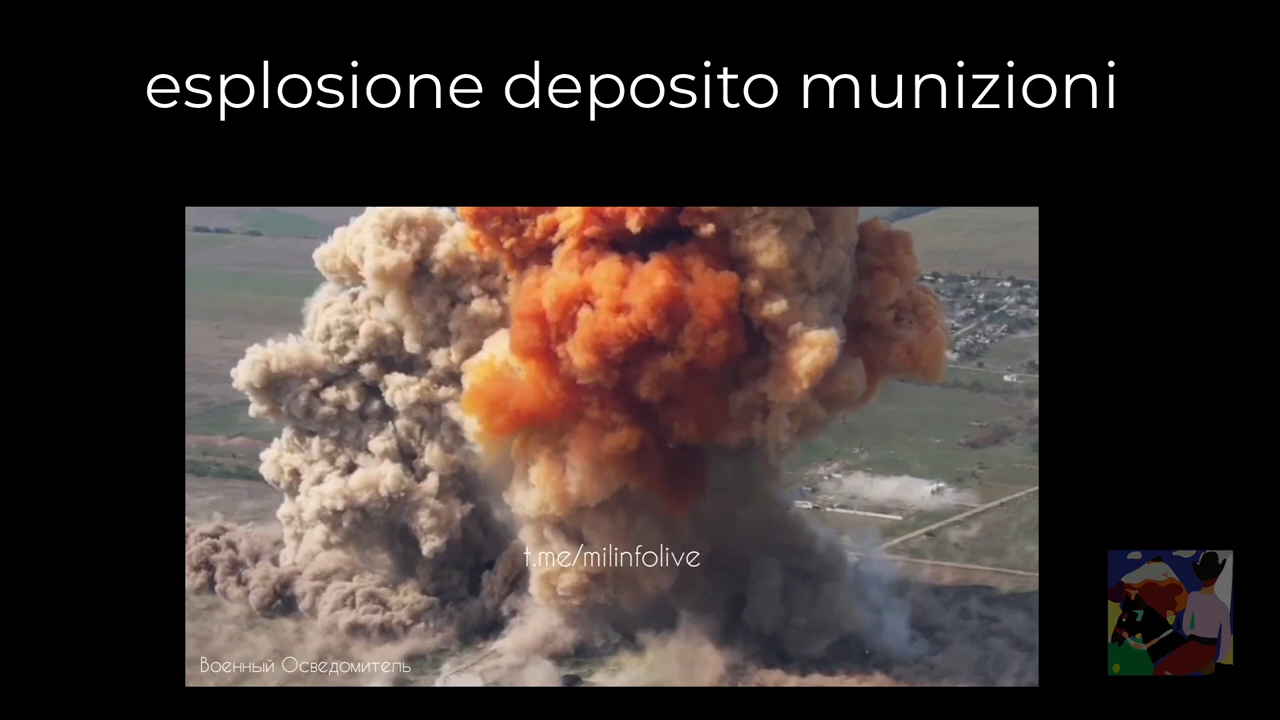 esplosione deposito munizioni
t.me/milinfolive
Военный Осведомитель